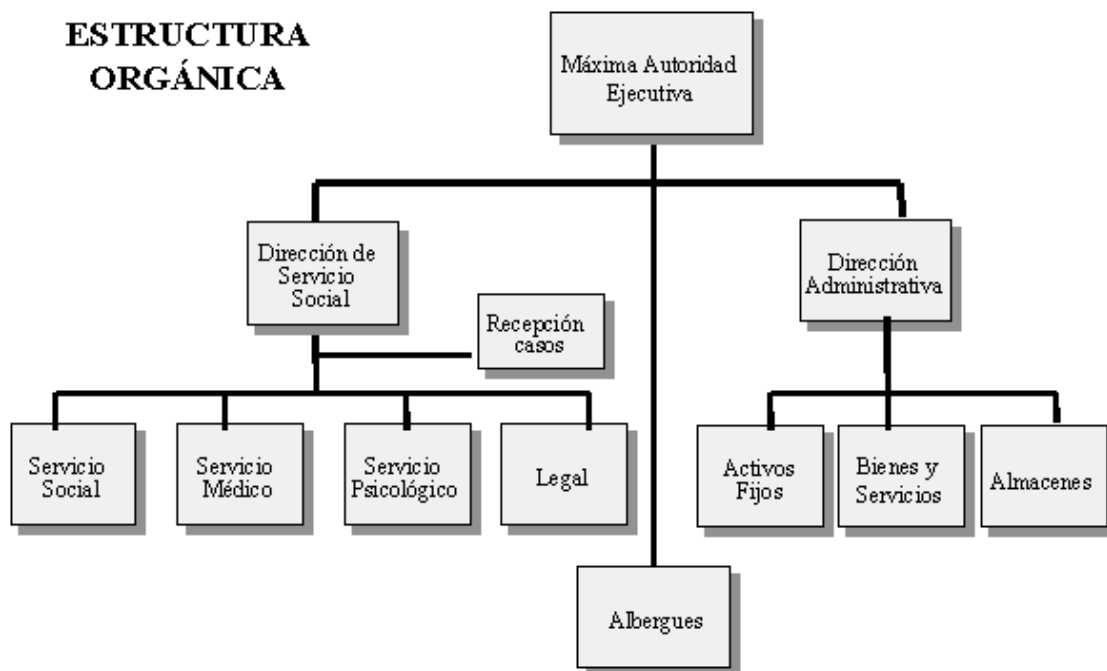 ESTRUCTURA
ORGÁNICA
Máxima Autoridad
Ejecutiva
Dirección de
Servicio
Social
Dirección
Administrativa
Recepción
casos
Servicio
Social
Servicio
Médico
Servicio
Psicológico
Legal
Activos
Fijos
Bienes y
Servicios
Almacenes
Albergues